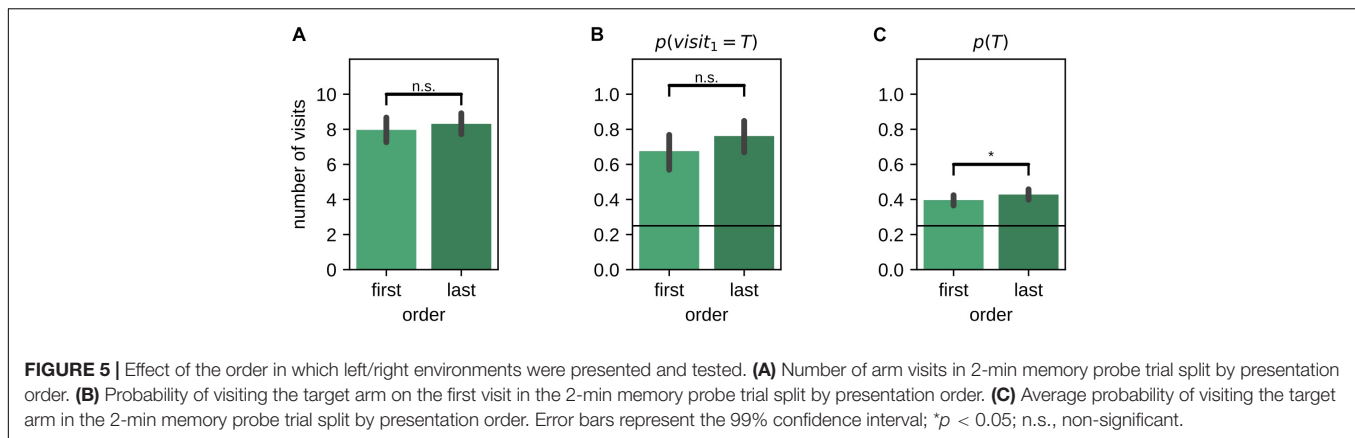 A
number of visits
10
8
6
4
2
0
n.s.
first
last
order
B
p(visit₁ = T)
1.0
0.8
0.6
0.4
0.2
0.0
n.s.
first
last
order
C
p(T)
1.0
0.8
0.6
0.4
0.2
0.0
*
first
last
order
FIGURE 5 | Effect of the order in which left/right environments were presented and tested. (A) Number of arm visits in 2-min memory probe trial split by presentation
order. (B) Probability of visiting the target arm on the first visit in the 2-min memory probe trial split by presentation order. (C) Average probability of visiting the target
arm in the 2-min memory probe trial split by presentation order. Error bars represent the 99% confidence interval; *p < 0.05; n.s., non-significant.